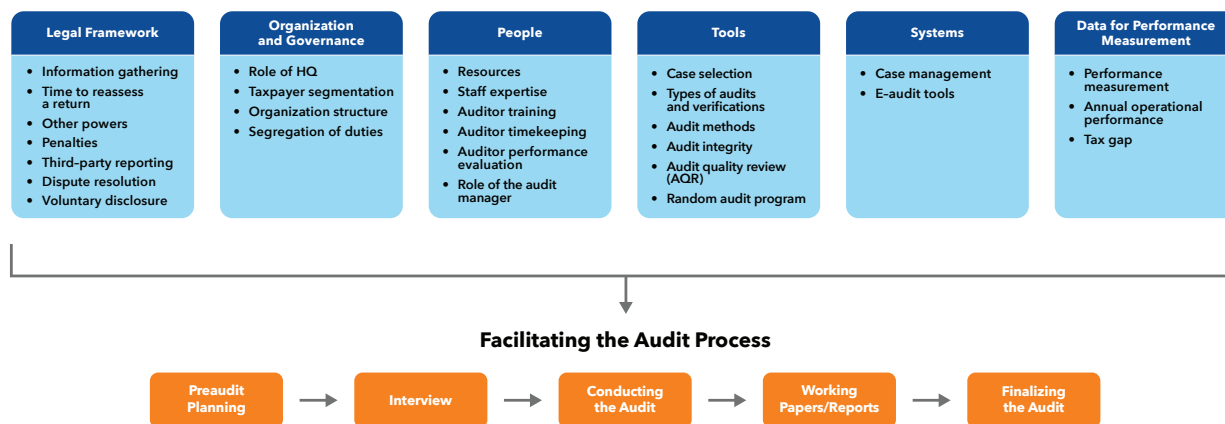 Legal Framework
• Information gathering
• Time to reassess
a return
• Other powers
• Penalties
• Third-party reporting
• Dispute resolution
• Voluntary disclosure
Organization
and Governance
• Role of HQ
• Taxpayer segmentation
• Organization structure
• Segregation of duties
People
• Resources
• Staff expertise
• Auditor training
• Auditor timekeeping
• Auditor performance
evaluation
• Role of the audit
manager
Tools
• Case selection
• Types of audits
and verifications
• Audit methods
• Audit integrity
• Audit quality review
(AQR)
• Random audit program
Systems
• Case management
• E-audit tools
Data for Performance
Measurement
• Performance
measurement
• Annual operational
performance
• Tax gap
Facilitating the Audit Process
Preaudit
Planning
Interview
Conducting
the Audit
Working
Papers/Reports
Finalizing
the Audit